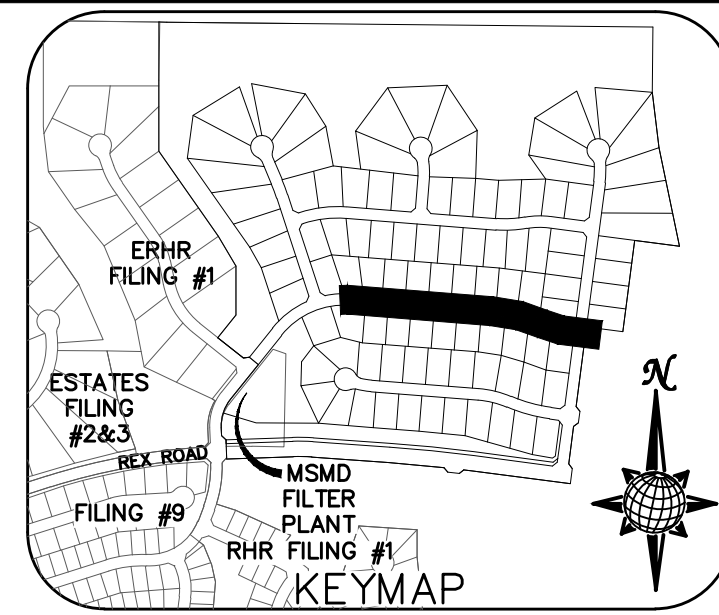 ERHR
FILING #1
ESTATES
FILING
#2&3
REX ROAD
FILING #9
MSMD
FILTER
PLANT
RHR FILING #1
N
KEYMAP